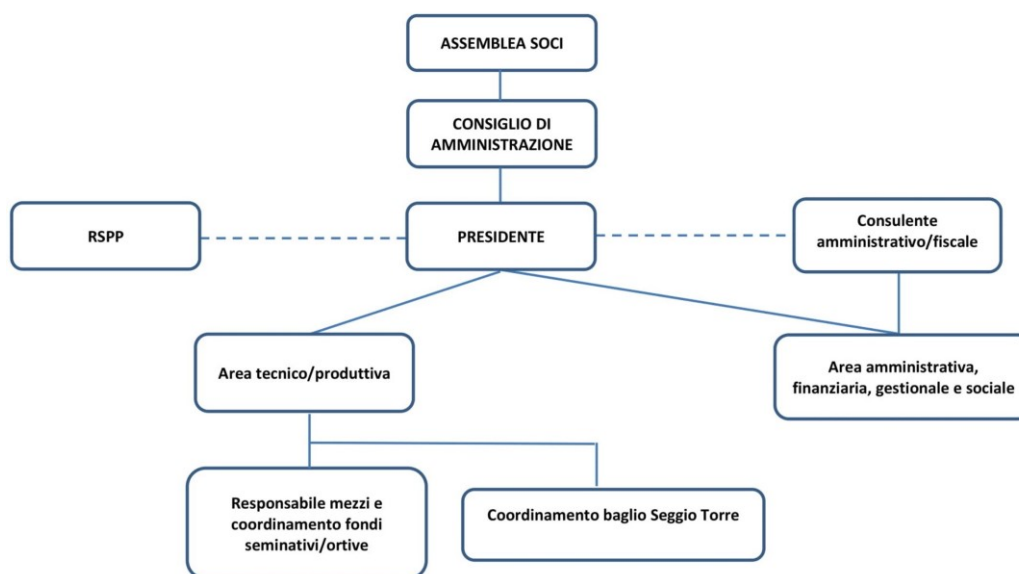 ASSEMBLEA SOCI
CONSIGLIO DI
AMMINISTRAZIONE
RSPP
PRESIDENTE
Consulente
amministrativo/fiscale
Area tecnico/produttiva
Area amministrativa,
finanziaria, gestionale e sociale
Responsabile mezzi e
coordinamento fondi
seminativi/ortive
Coordinamento baglio Seggio Torre